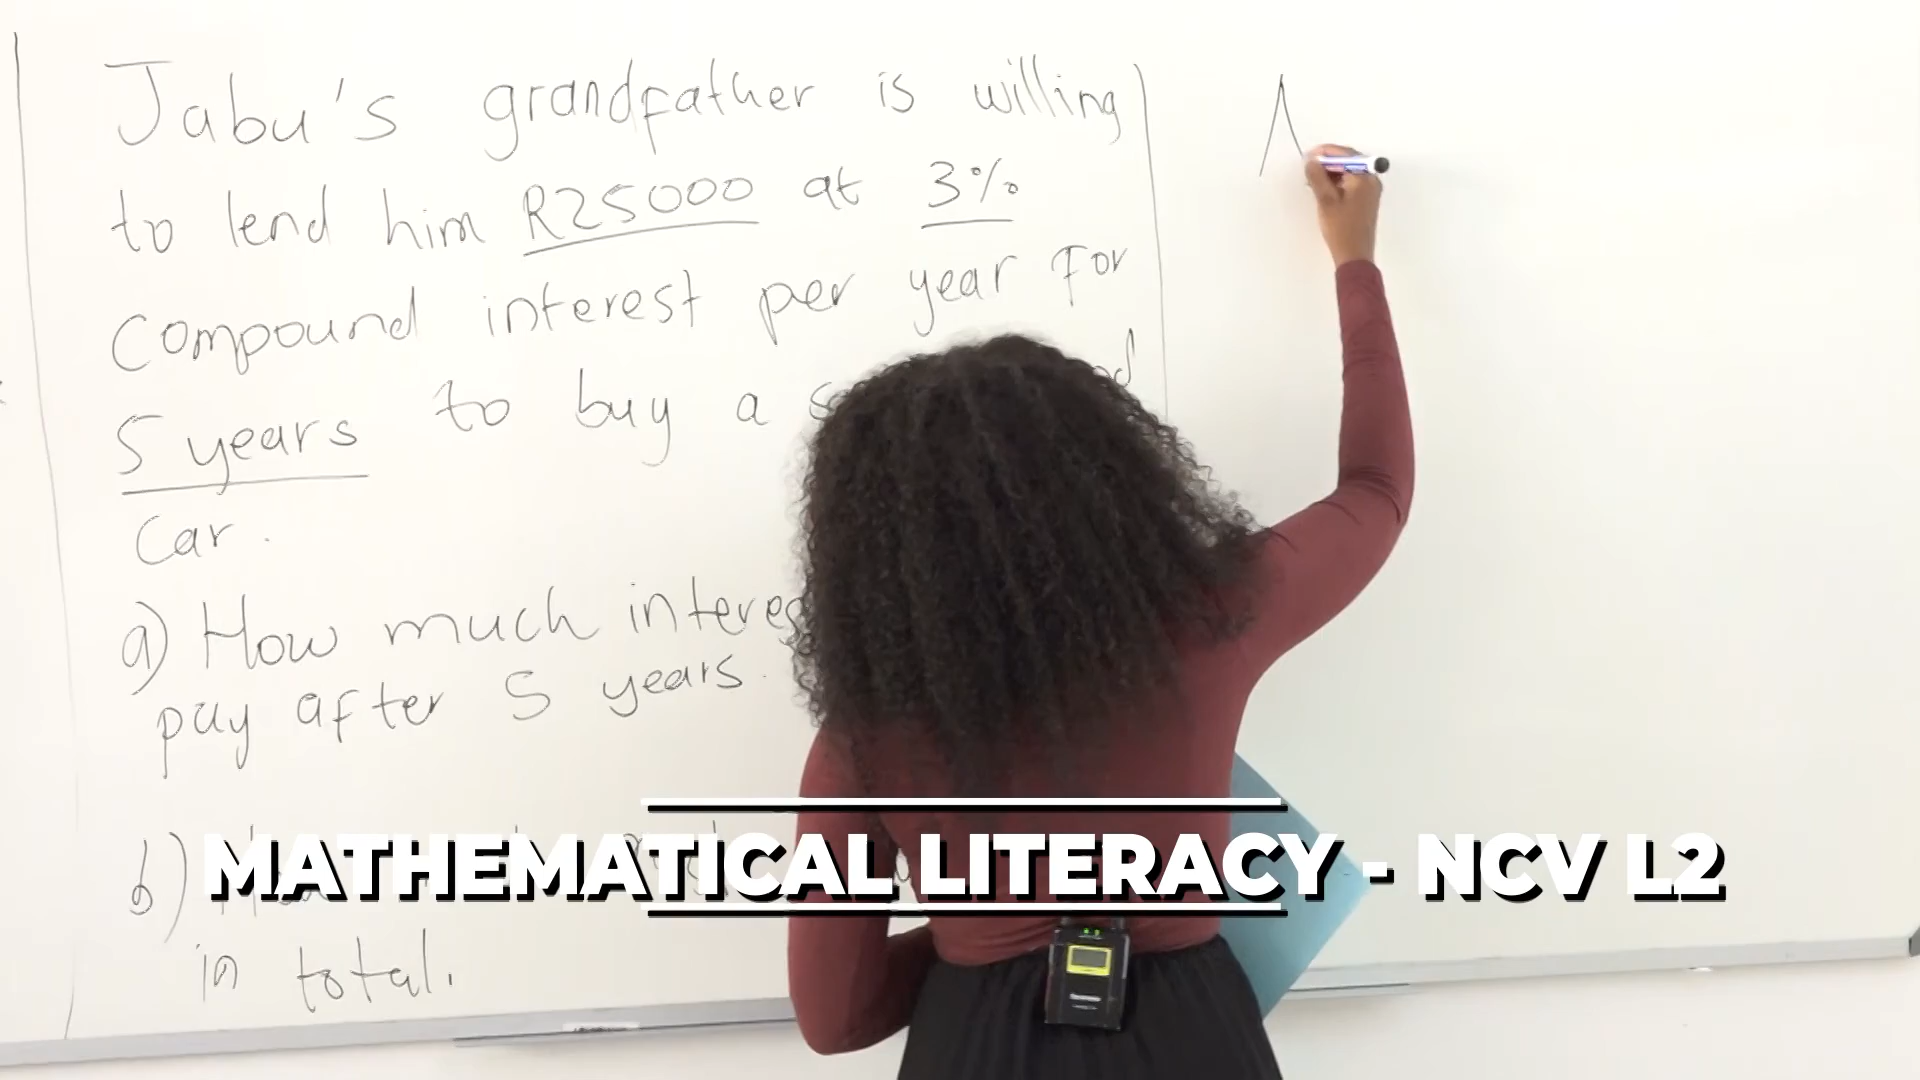 Jabu's grandfather is willing
to lend him R25000 at 3%
compound interest per year for
5 years to buy a
car.
a) How much
pay after 5 years.
b)
in total.
MATHEMATICAL LITERACY - NCV L2